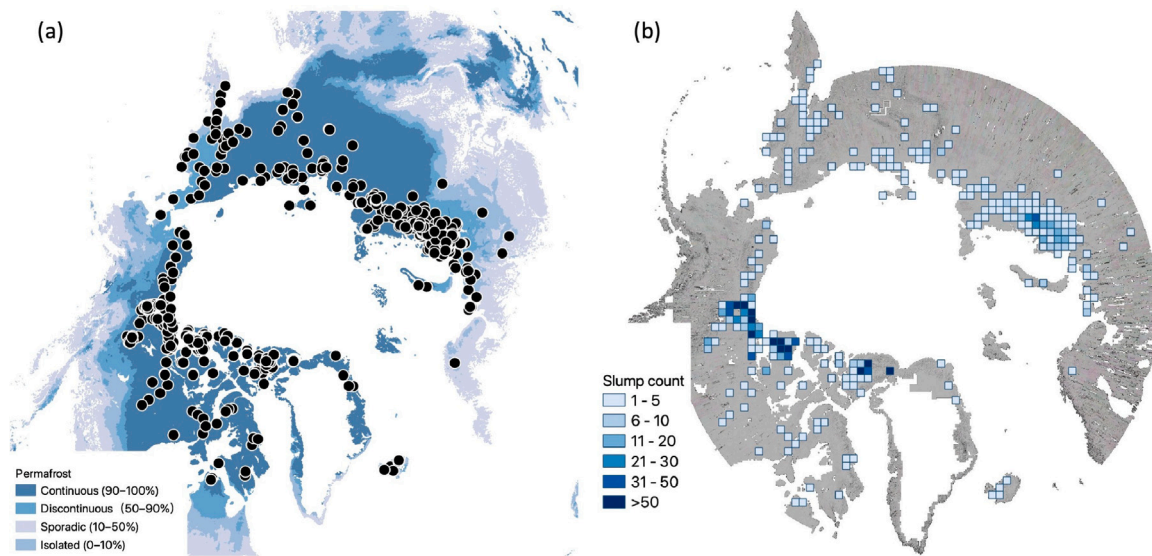 (a)
Permafrost
Continuous (90–100%)
Discontinuous (50–90%)
Sporadic (10–50%)
Isolated (0–10%)
(b)
Slump count
1 - 5
6 - 10
11 - 20
21 - 30
31 - 50
>50